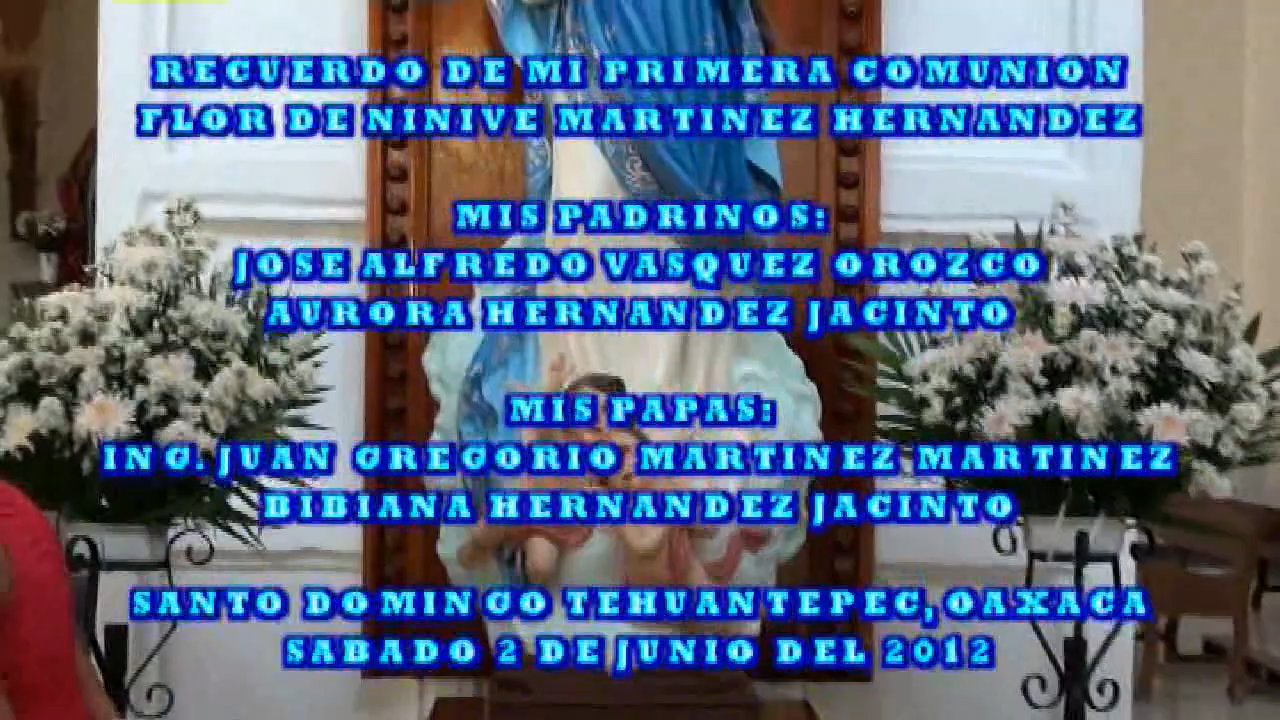 RECUERDO DE MI PRIMERA COMUNION
FLOR DE NINIVE MARTINEZ HERNANDEZ
MIS PADRINOS:
JOSE ALFREDO VASQUEZ OROZCO
AURORA HERNANDEZ JACINTO
MIS PAPAS:
ING. JUAN GREGORIO MARTINEZ MARTINEZ
BIBIANA HERNANDEZ JACINTO
SANTO DOMINGO TEHUANTEPEC, OAXACA
SABADO 2 DE JUNIO DEL 2012